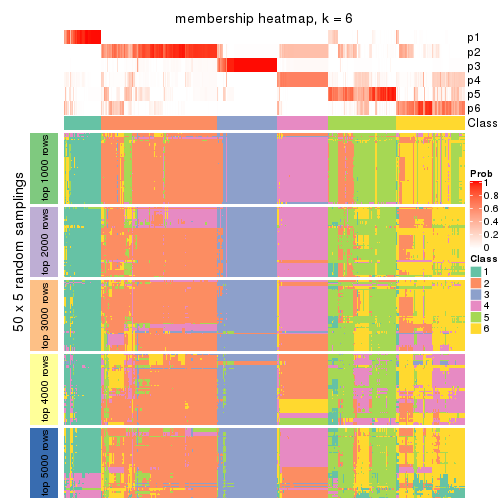 membership heatmap, k = 6
p1
p2
p3
p4
p5
p6
Class
50 x 5 random samplings
top 1000 rows
top 2000 rows
top 3000 rows
top 4000 rows
top 5000 rows
Prob
1
0.8
0.6
0.4
0.2
0
Class
1
2
3
4
5
6